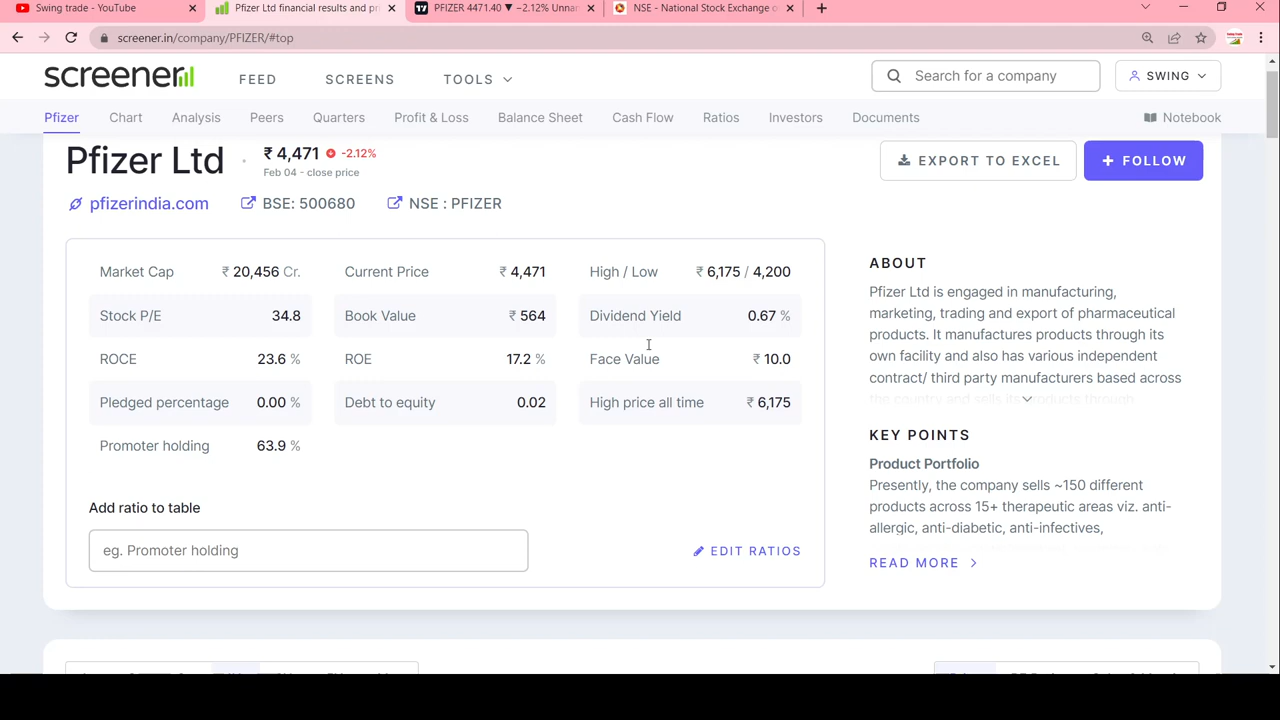 Swing trade - YouTube
Pfizer Ltd financial results and pr
PFIZER 4471.40 ▼ −2.12% Unnan
NSE - National Stock Exchange o
screener.in/company/PFIZER/#top
screener
FEED
SCREENS
TOOLS
Search for a company
SWING
Pfizer
Chart
Analysis
Peers
Quarters
Profit & Loss
Balance Sheet
Cash Flow
Ratios
Investors
Documents
Notebook
Pfizer Ltd
₹ 4,471 -2.12%
Feb 04 - close price
EXPORT TO EXCEL
+ FOLLOW
pfizerindia.com
BSE: 500680
NSE : PFIZER
Market Cap ₹ 20,456 Cr.
Current Price ₹ 4,471
High / Low ₹ 6,175 / 4,200
Stock P/E 34.8
Book Value ₹ 564
Dividend Yield 0.67 %
ROCE 23.6 %
ROE 17.2 %
Face Value ₹ 10.0
Pledged percentage 0.00 %
Debt to equity 0.02
High price all time ₹ 6,175
Promoter holding 63.9 %
Add ratio to table
eg. Promoter holding
EDIT RATIOS
ABOUT
Pfizer Ltd is engaged in manufacturing,
marketing, trading and export of pharmaceutical
products. It manufactures products through its
own facility and also has various independent
contract/ third party manufacturers based across
the country and sells its products through
KEY POINTS
Product Portfolio
Presently, the company sells ~150 different
products across 15+ therapeutic areas viz. anti-
allergic, anti-diabetic, anti-infectives,
READ MORE